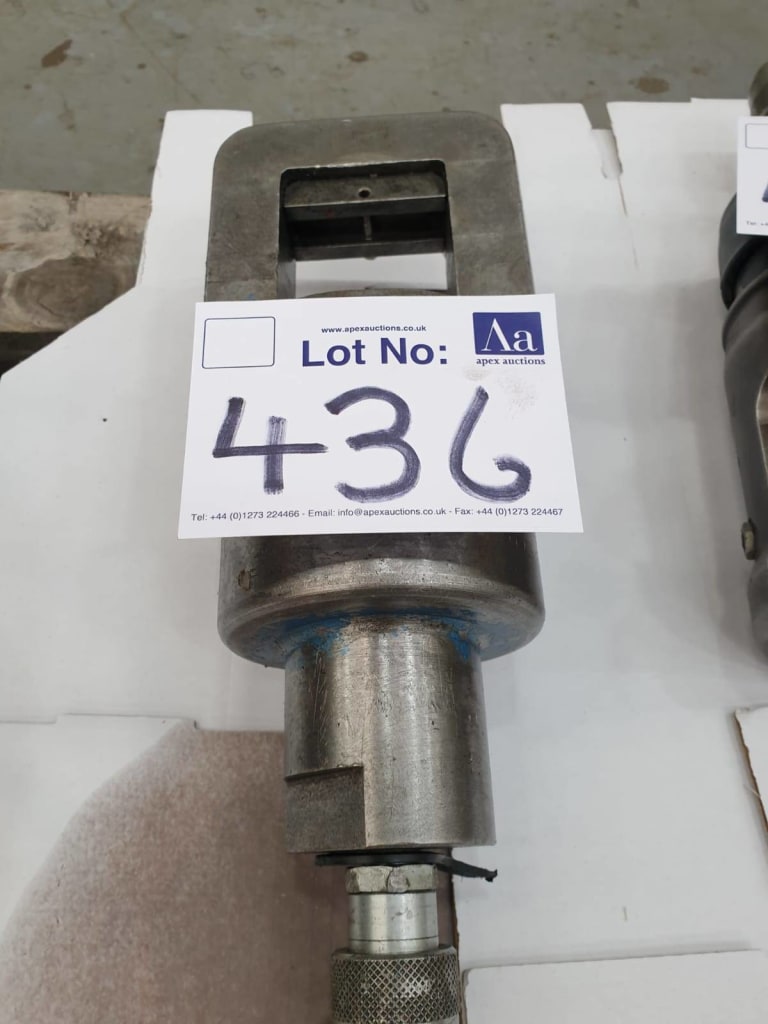 www.apexauctions.co.uk
Lot No:
Aa
apex auctions
436
Tel: +44 (0)1273 224466 - Email: info@apexauctions.co.uk - Fax: +44 (0)1273 224467